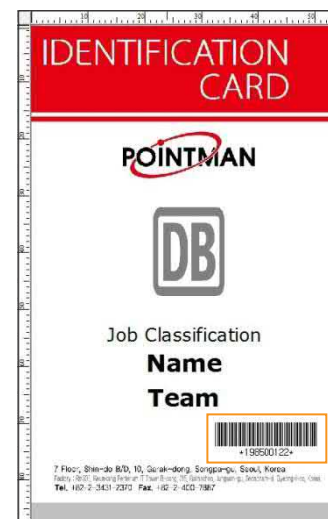 IDENTIFICATION
CARD
POINTMAN
DB
Job Classification
Name
Team
*198500122*
7 Floor, Shin-do B/D, 10, Garak-dong, Songpa-gu, Seoul, Korea
Tel. +82-2-3431-2370 Fax. +82-2-400-7887